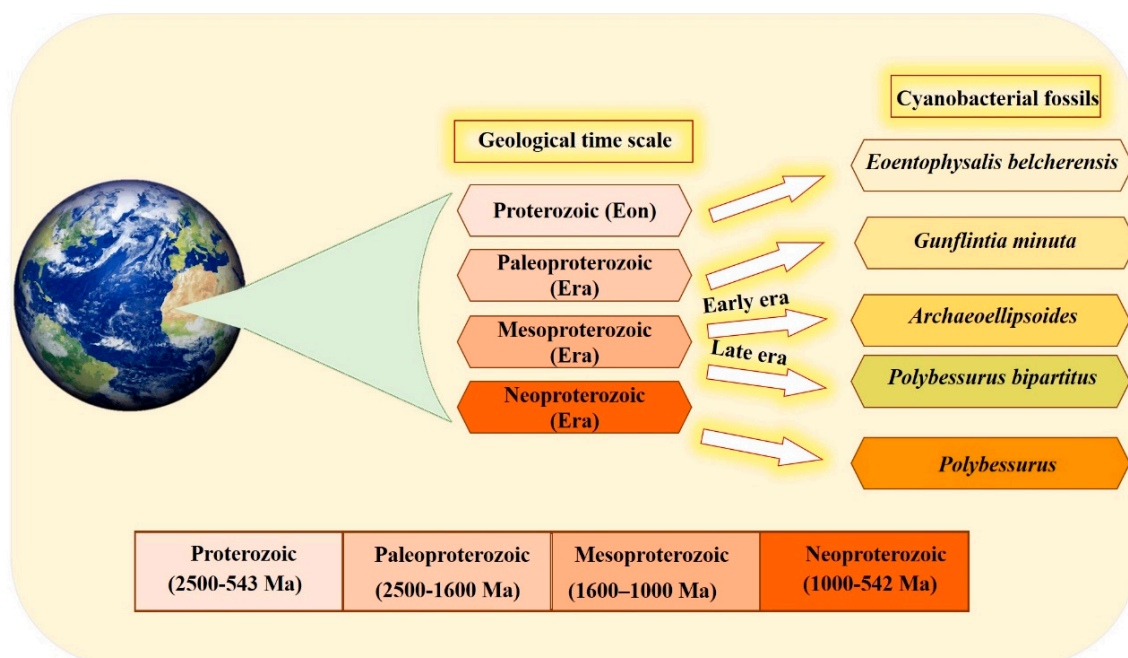 Cyanobacterial fossils
Geological time scale
Eoentophysalis belcherensis
Proterozoic (Eon)
Gunflintia minuta
Paleoproterozoic
(Era)
Early era
Archaeoellipsoides
Mesoproterozoic
(Era)
Late era
Polybessurus bipartitus
Neoproterozoic
(Era)
Polybessurus
Proterozoic
(2500-543 Ma)
Paleoproterozoic
(2500-1600 Ma)
Mesoproterozoic
(1600–1000 Ma)
Neoproterozoic
(1000-542 Ma)